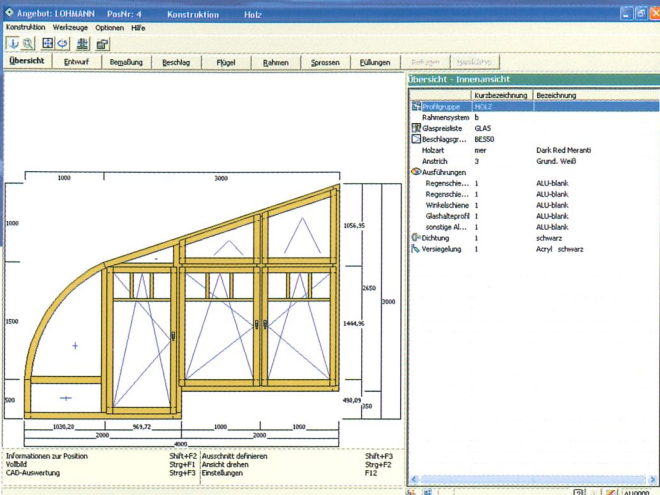 Angebot: LOHMANN PosNr: 4 Konstruktion Holz
Konstruktion Werkzeuge Optionen Hilfe
Übersicht Entwurf Bemaßung Beschlag Flügel Rahmen Sprossen Füllungen
Übersicht - Innenansicht
Kurzbezeichnung Bezeichnung
Profilgruppe HOLZ
Rahmensystem b
Glaspreisliste GLAS
Beschlagsgr... BES50
Holzart mer Dark Red Meranti
Anstrich 3 Grund. Weiß
Ausführungen
Regenschie... 1 ALU-blank
Regenschie... 1 ALU-blank
Winkelschiene 1 ALU-blank
Glashalteprofil 1 ALU-blank
sonstige Al... 1 ALU-blank
Dichtung 1 schwarz
Versiegelung 1 Acryl schwarz
1000 3000
1000
1500
500
1056,95
1444,96
498,09
2650
350
3000
1030,28 969,72 1000 1000
2000 2000
4000
Informationen zur Position Shift+F2
Vollbild Strg+F1
CAD-Auswertung Strg+F3
Ausschnitt definieren Shift+F3
Ansicht drehen Strg+F2
Einstellungen F12